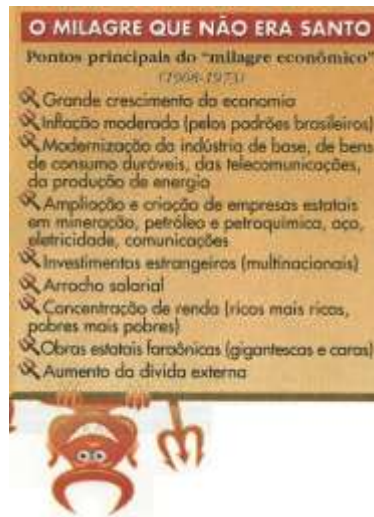 O MILAGRE QUE NÃO ERA SANTO
Pontos principais do “milagre econômico”
(1968-1973)
Grande crescimento da economia
Inflação moderada (pelos padrões brasileiros)
Modernização da indústria de base, de bens
de consumo duráveis, das telecomunicações,
da produção de energia
Ampliação e criação de empresas estatais
em mineração, petróleo e petroquímica, aço,
eletricidade, comunicações
Investimentos estrangeiros (multinacionais)
Arrocho salarial
Concentração de renda (ricos mais ricos,
pobres mais pobres)
Obras estatais faraônicas (gigantescas e caras)
Aumento da dívida externa